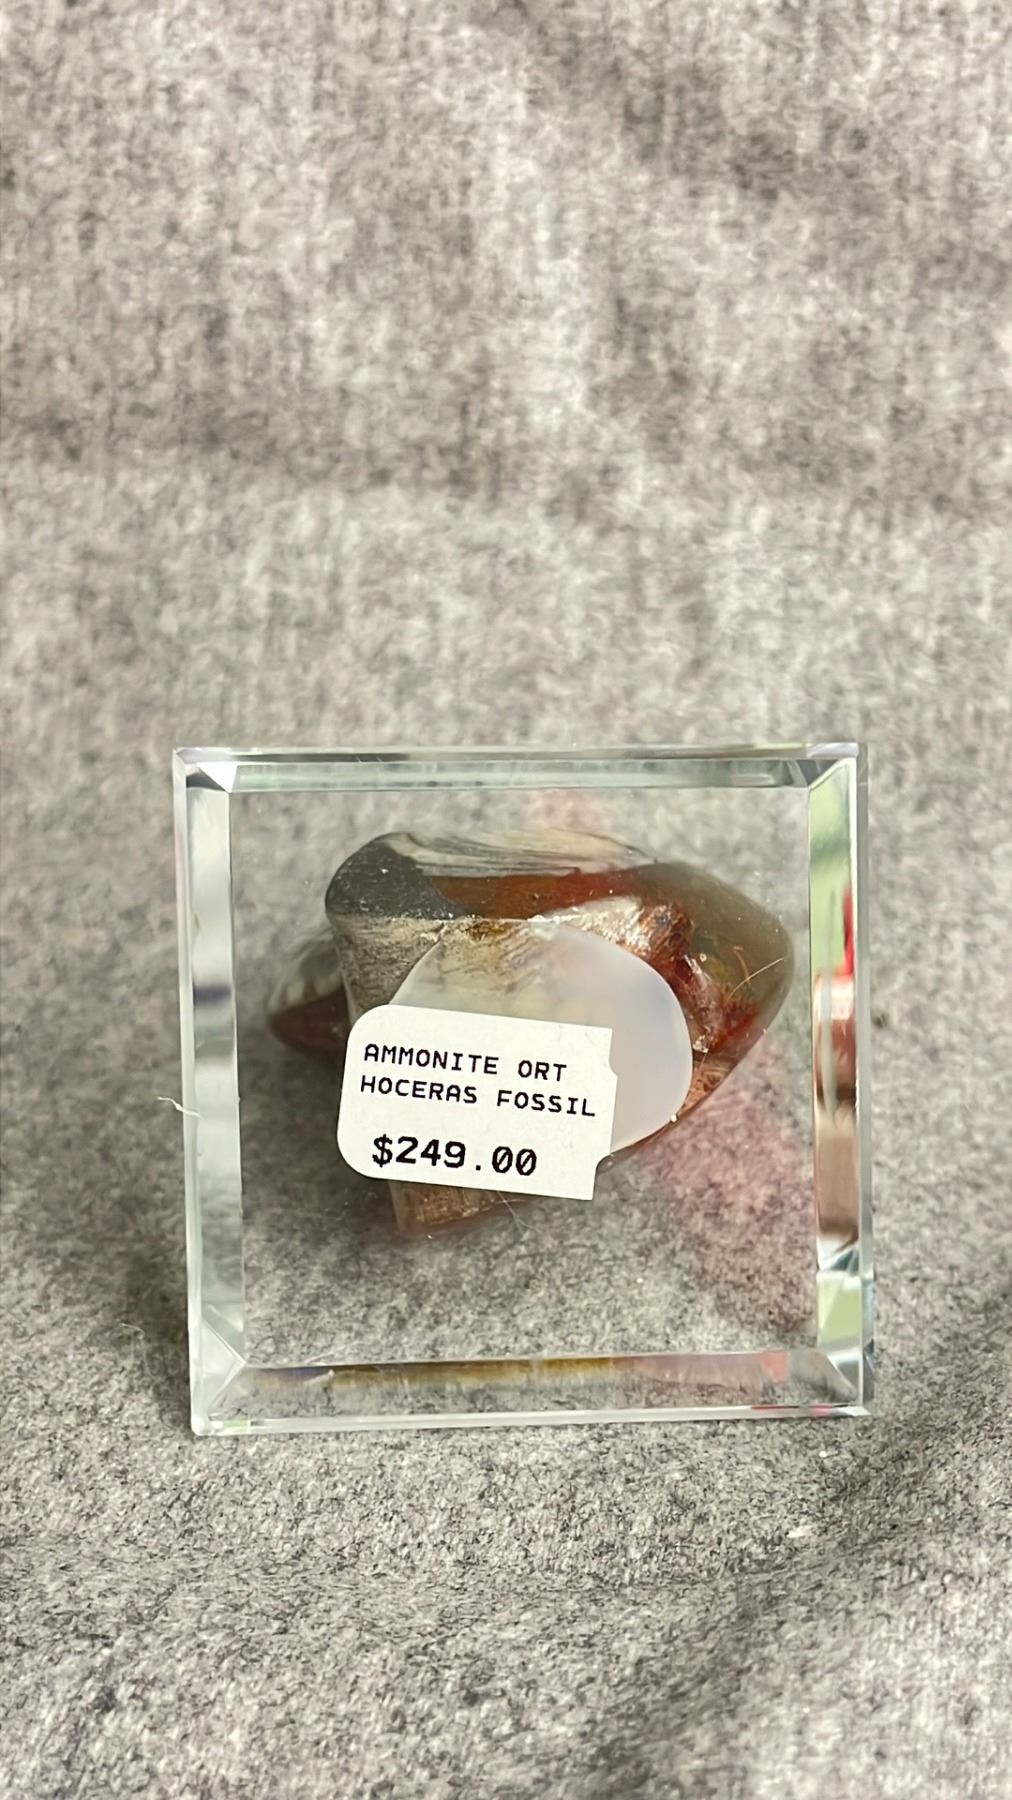 AMMONITE ORT
HOCERAS FOSSIL
$249.00